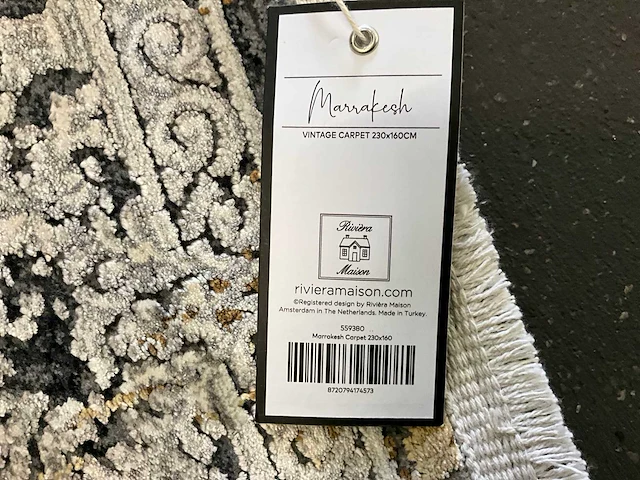 Marrakesh
VINTAGE CARPET 230x160CM
Rivièra
Maison
rivieramaison.com
©Registered design by Rivièra Maison
Amsterdam in The Netherlands. Made in Turkey.
559380
Marrokesh Carpet 230x160
8720794174573